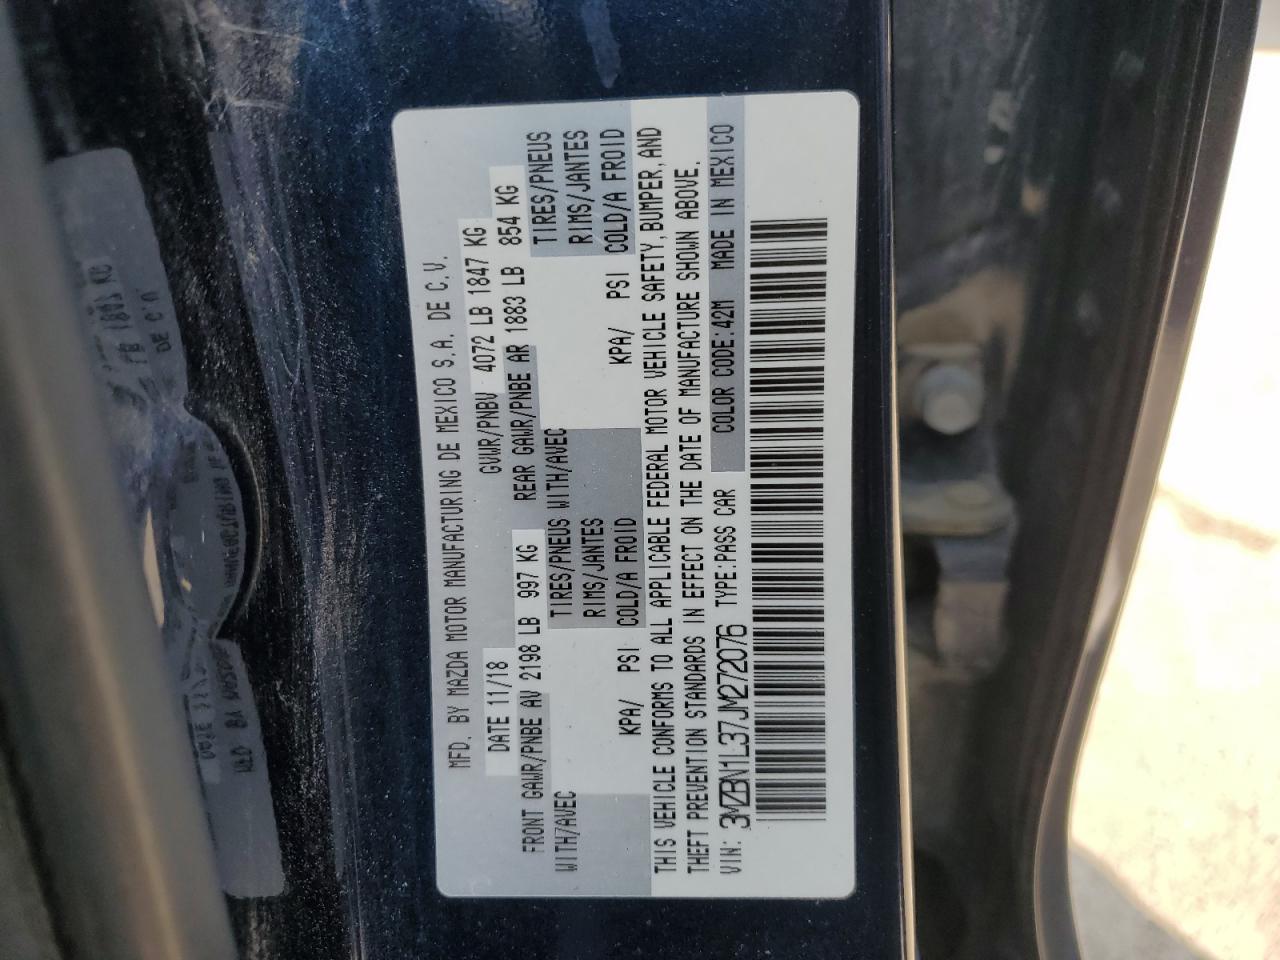 MFD. BY MAZDA MOTOR MANUFACTURING DE MEXICO S.A. DE C.V.
DATE 11/18 GVWR/PNBV 4072 LB 1847 KG
FRONT GAWR/PNBE AV 2198 LB 997 KG REAR GAWR/PNBE AR 1883 LB 854 KG
WITH/AVEC TIRES/PNEUS WITH/AVEC TIRES/PNEUS
RIMS/JANTES RIMS/JANTES
KPA/ PSI COLD/A FROID KPA/ PSI COLD/A FROID
THIS VEHICLE CONFORMS TO ALL APPLICABLE FEDERAL MOTOR VEHICLE SAFETY, BUMPER, AND
THEFT PREVENTION STANDARDS IN EFFECT ON THE DATE OF MANUFACTURE SHOWN ABOVE.
VIN: 3MZBN1L37JM272076 TYPE:PASS CAR COLOR CODE:42M MADE IN MEXICO